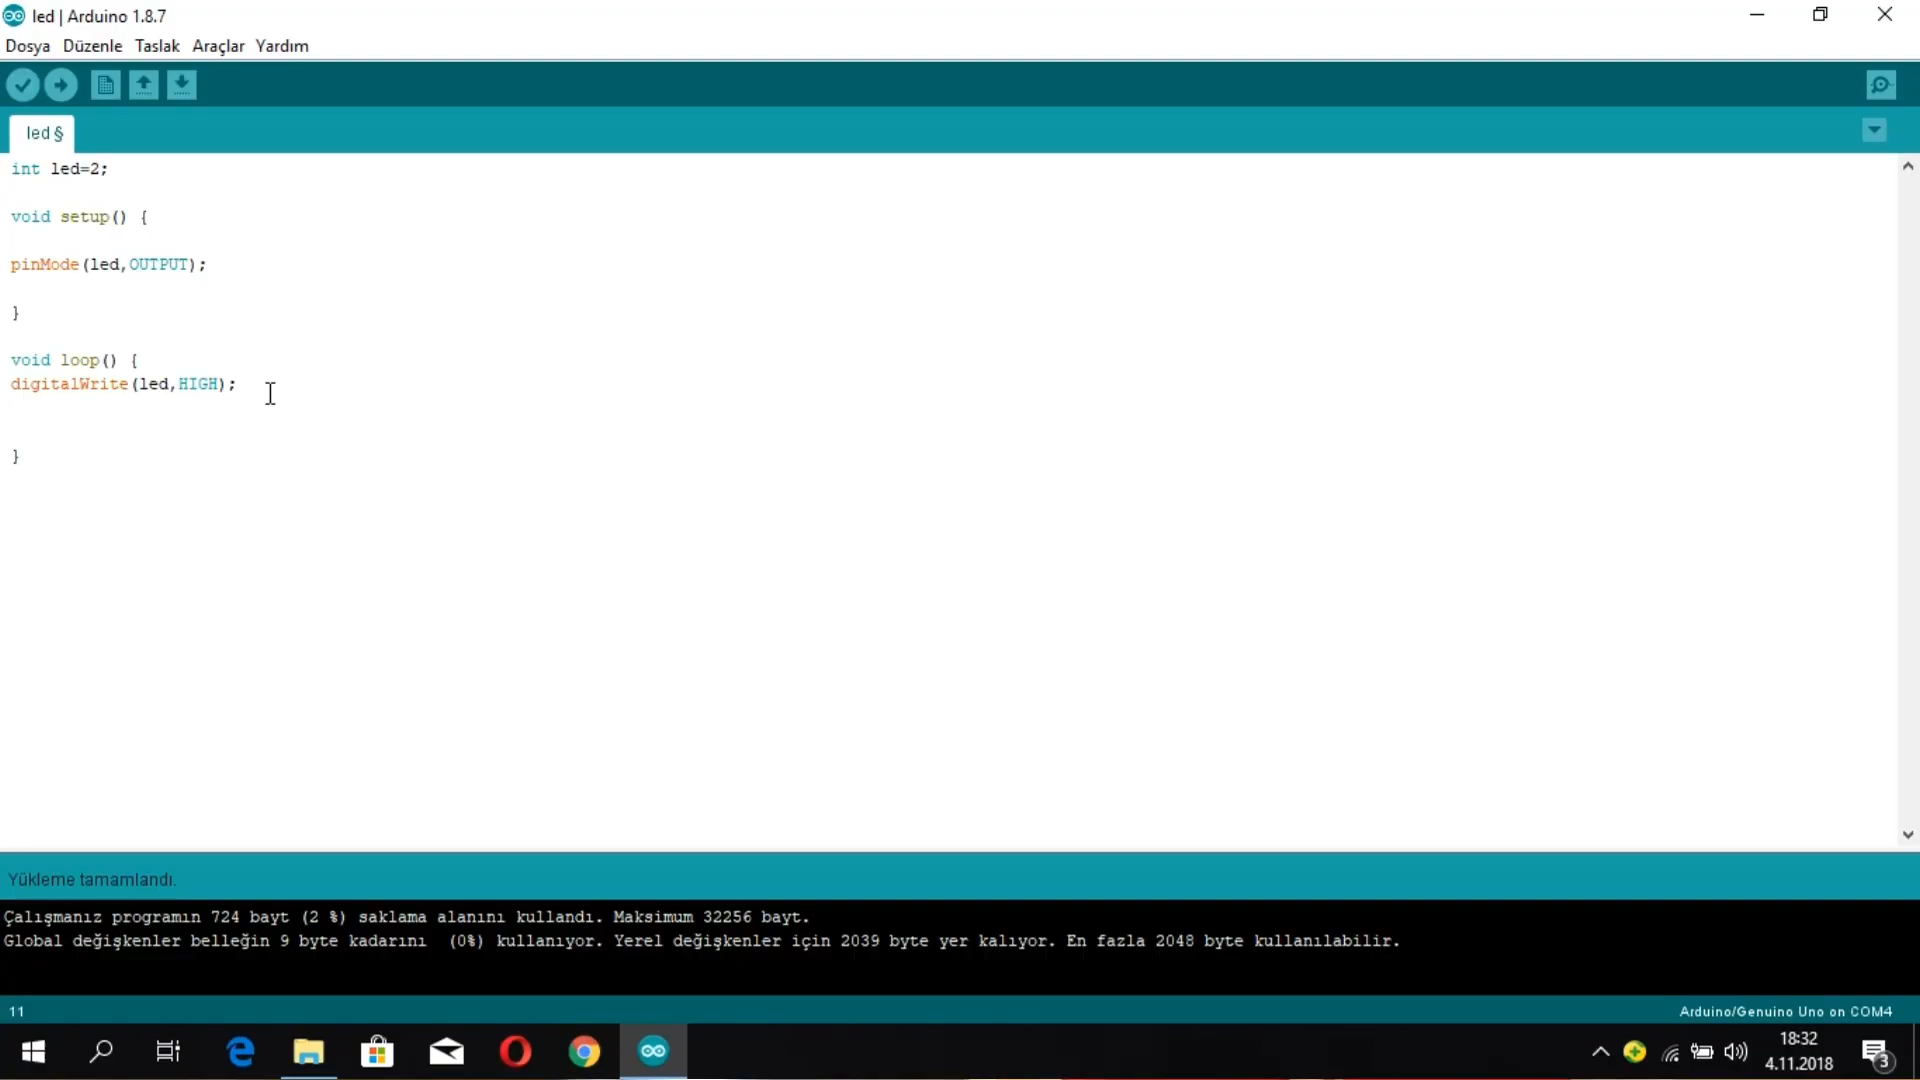 led | Arduino 1.8.7
Dosya Düzenle Taslak Araçlar Yardım
led §
int led=2;
void setup() {
pinMode(led,OUTPUT);
}
void loop() {
digitalWrite(led,HIGH);
}
Yükleme tamamlandı.
Çalışmanız programın 724 bayt (2 %) saklama alanını kullandı. Maksimum 32256 bayt.
Global değişkenler belleğin 9 byte kadarını (0%) kullanıyor. Yerel değişkenler için 2039 byte yer kalıyor. En fazla 2048 byte kullanılabilir.
11
Arduino/Genuino Uno on COM4
18:32
4.11.2018
3